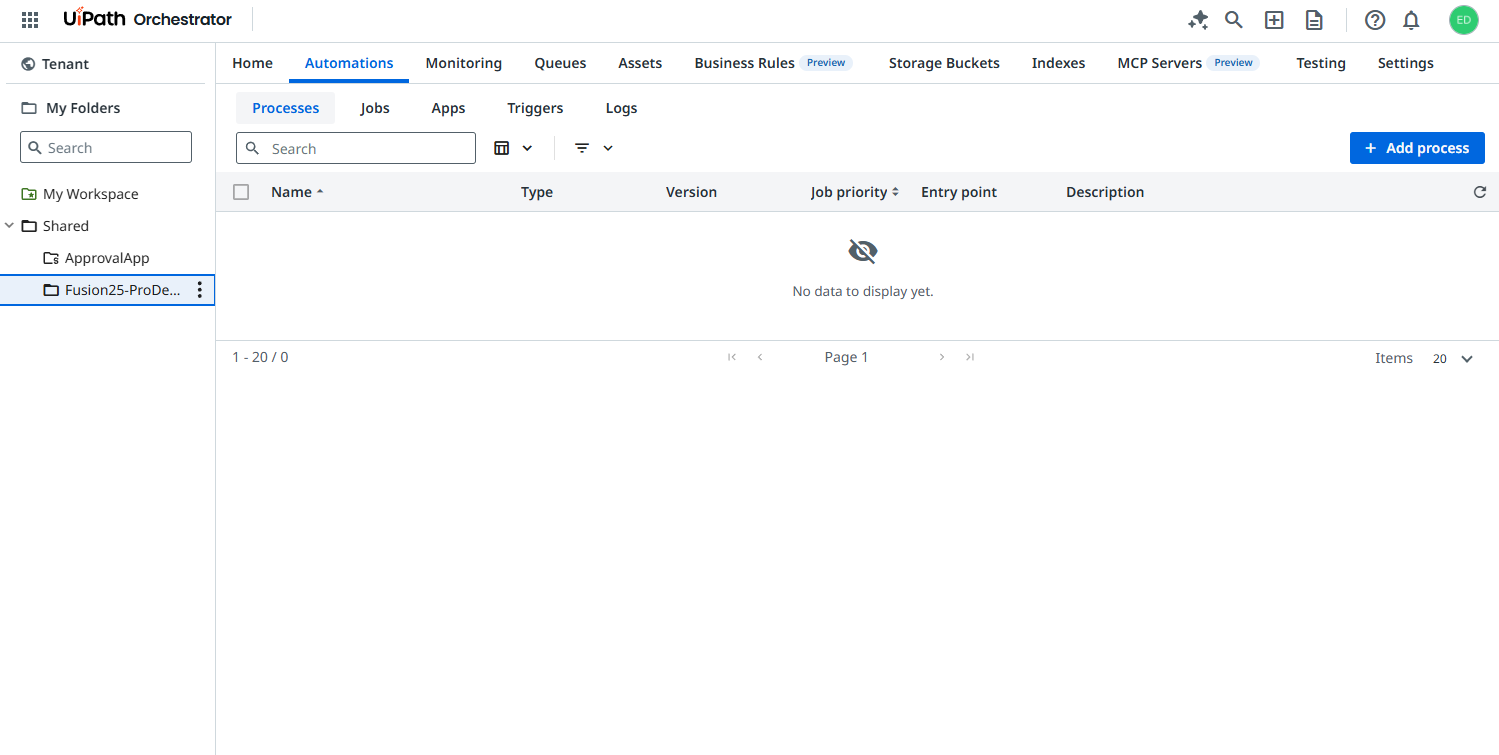 UiPath Orchestrator
ED
Tenant
Home Automations Monitoring Queues Assets Business Rules Preview Storage Buckets Indexes MCP Servers Preview Testing Settings
My Folders
Processes Jobs Apps Triggers Logs
Search
Search
+ Add process
Name Type Version Job priority Entry point Description
My Workspace
Shared
ApprovalApp
Fusion25-ProDe...
No data to display yet.
1 - 20 / 0
Page 1
Items 20